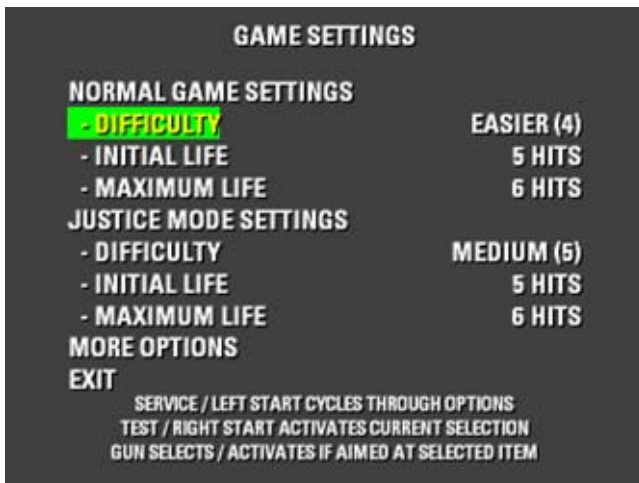 GAME SETTINGS
NORMAL GAME SETTINGS
- DIFFICULTY EASIER (4)
- INITIAL LIFE 5 HITS
- MAXIMUM LIFE 6 HITS
JUSTICE MODE SETTINGS
- DIFFICULTY MEDIUM (5)
- INITIAL LIFE 5 HITS
- MAXIMUM LIFE 6 HITS
MORE OPTIONS
EXIT
SERVICE / LEFT START CYCLES THROUGH OPTIONS
TEST / RIGHT START ACTIVATES CURRENT SELECTION
GUN SELECTS / ACTIVATES IF AIMED AT SELECTED ITEM